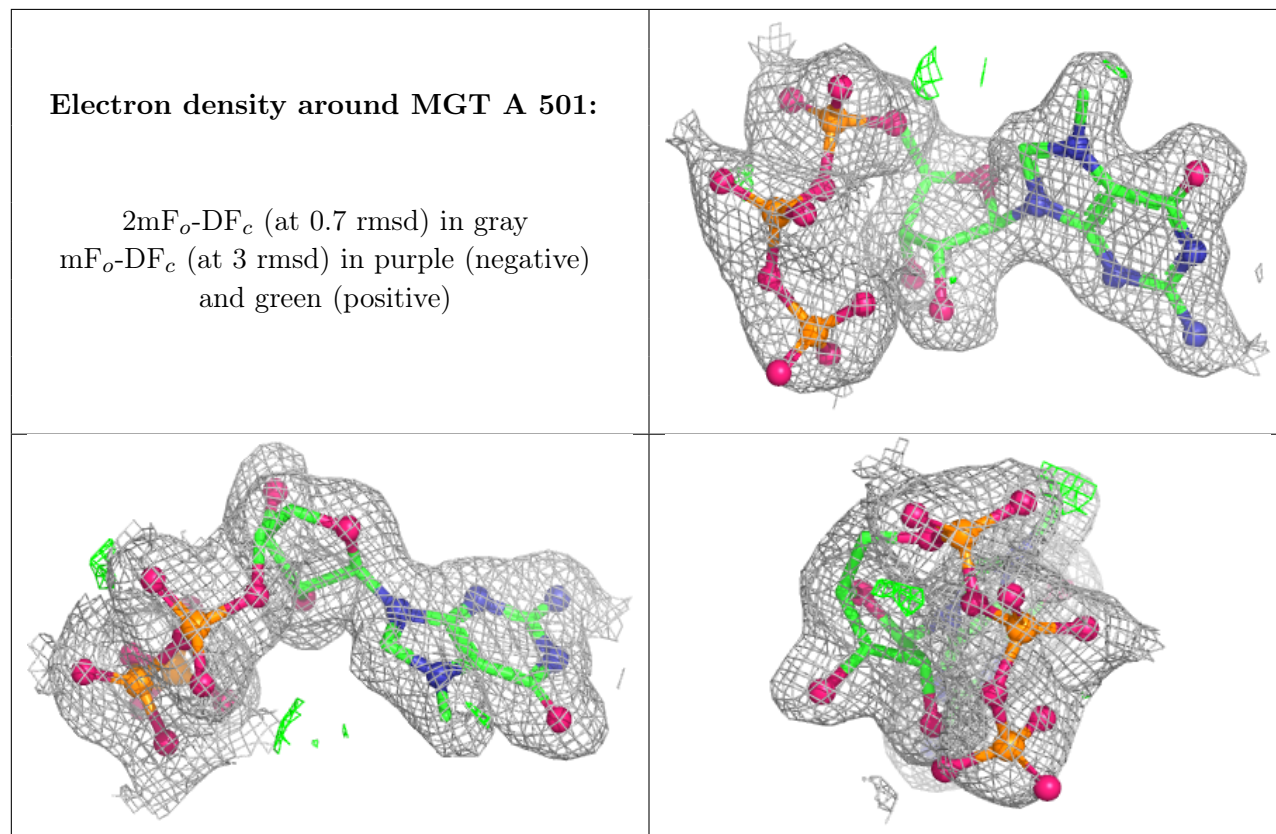 Electron density around MGT A 501:
2mFo-DFc (at 0.7 rmsd) in gray
mFo-DFc (at 3 rmsd) in purple (negative)
and green (positive)